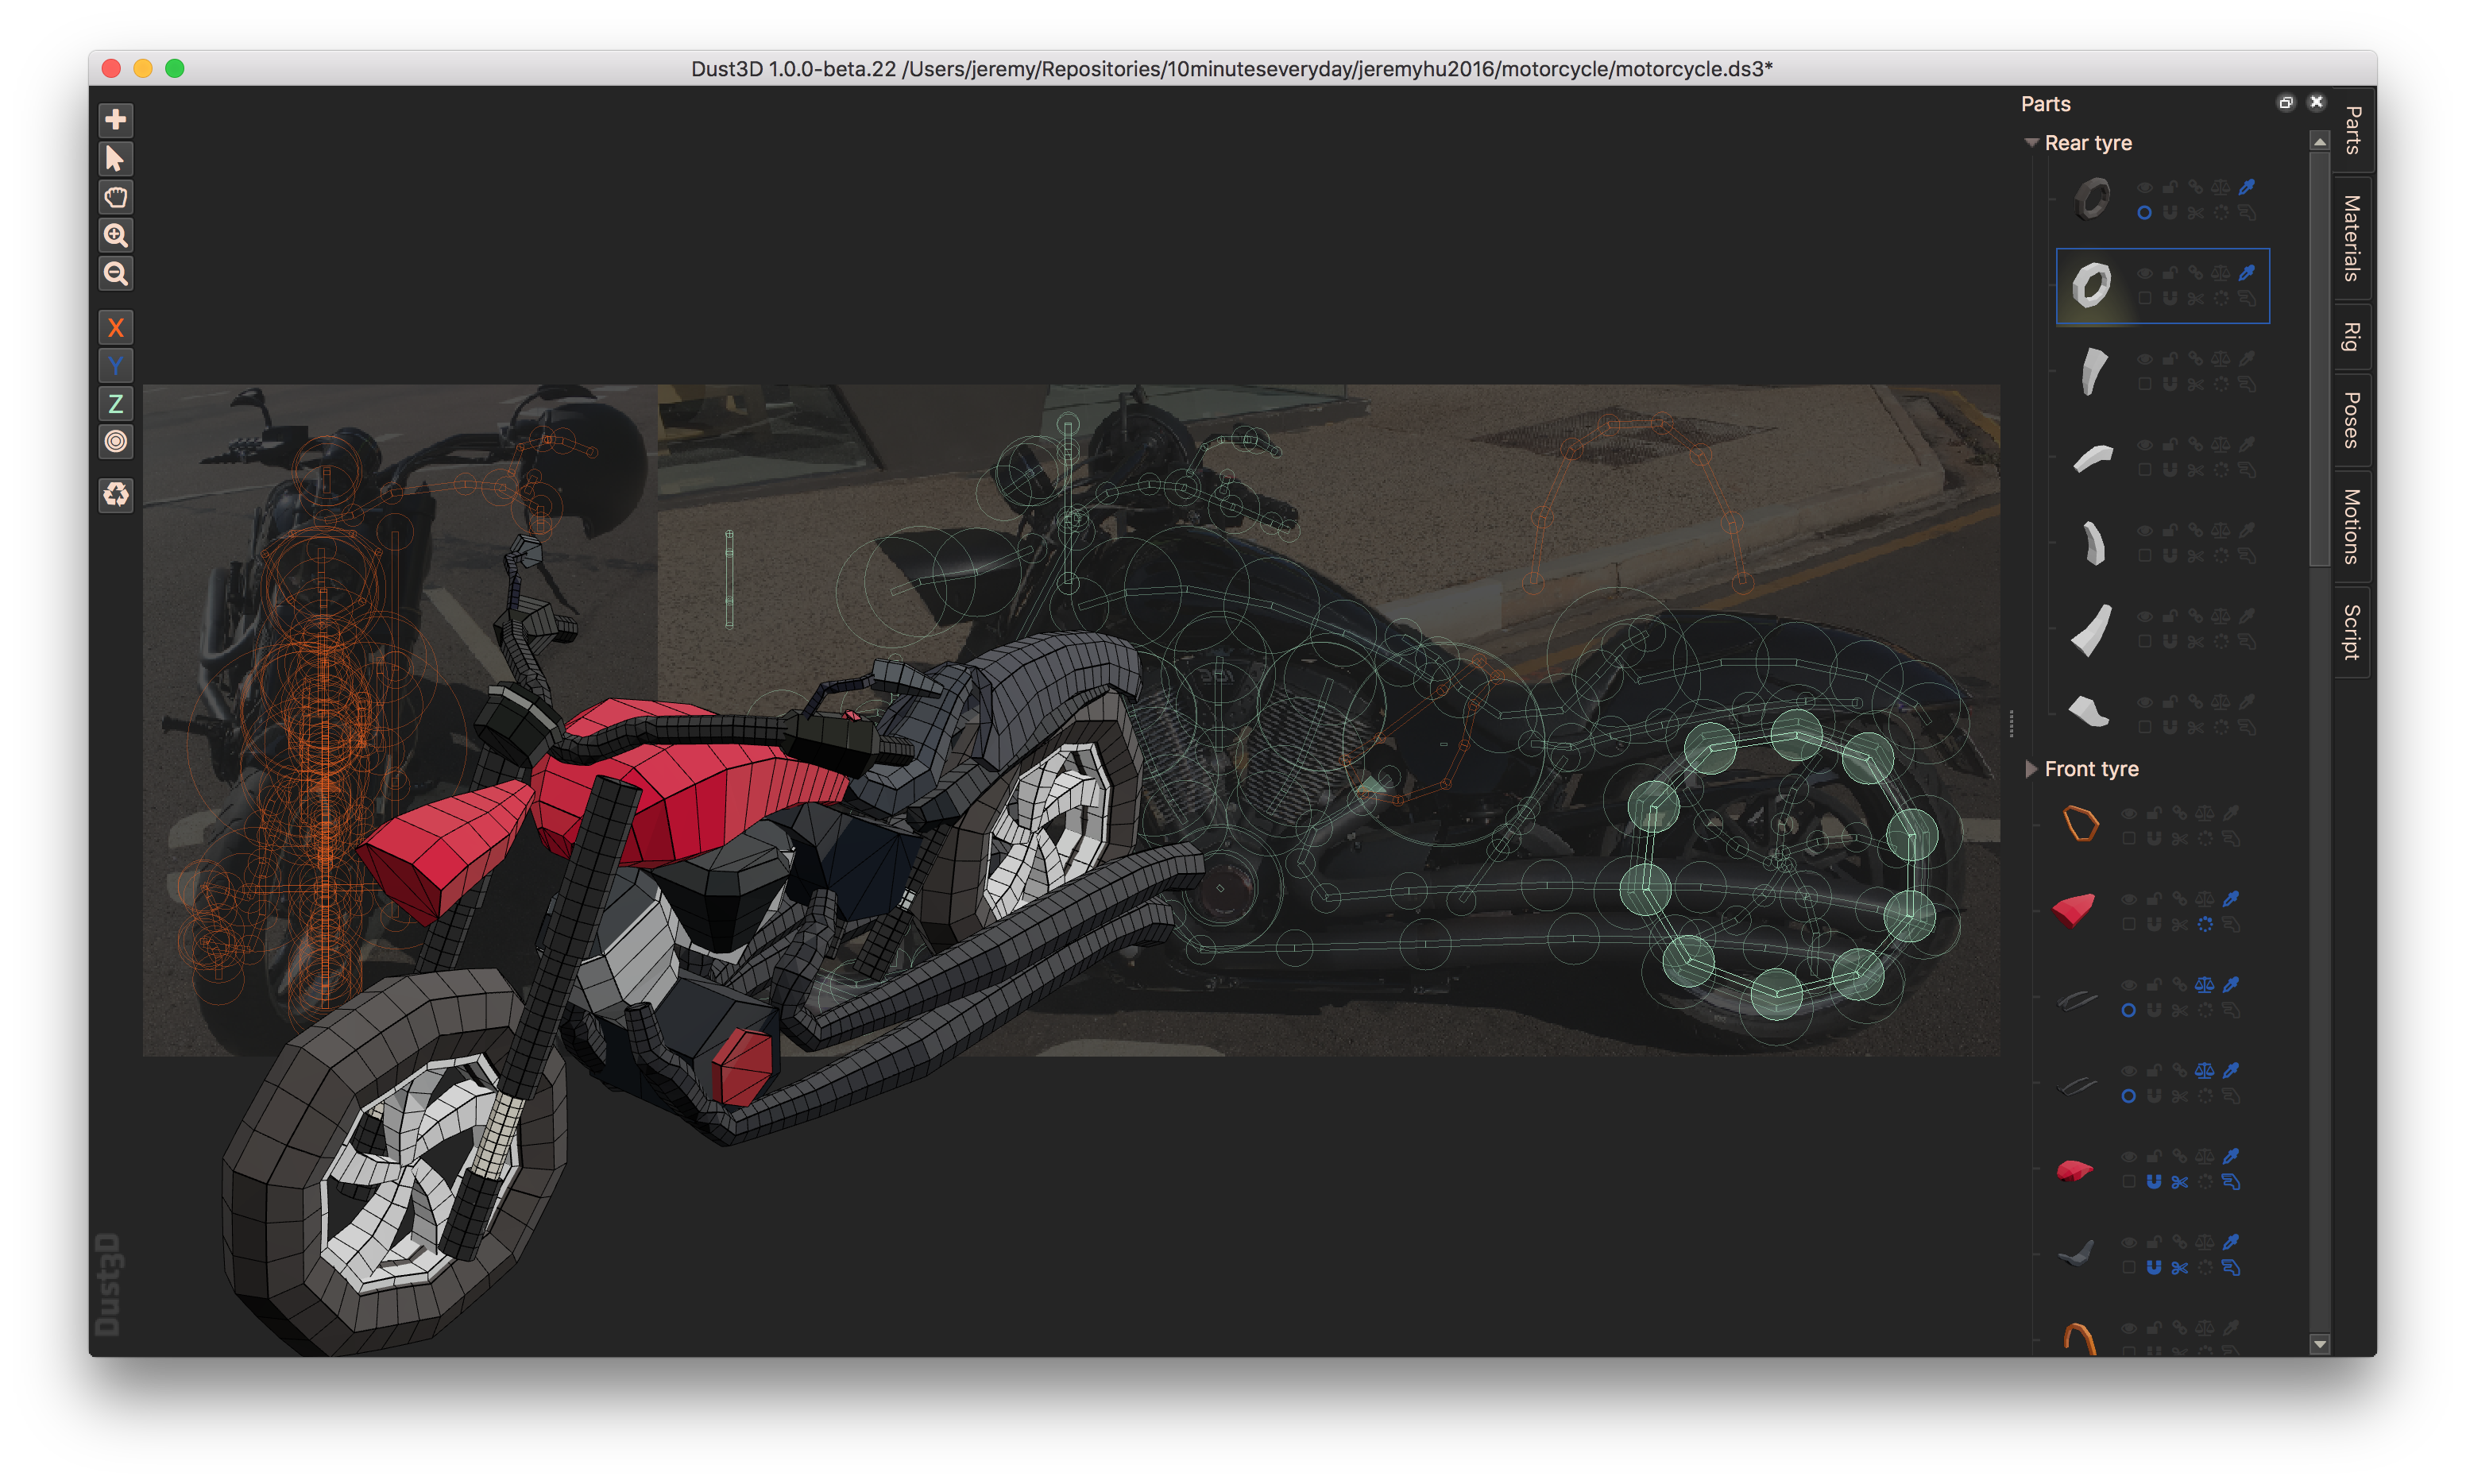 Dust3D 1.0.0-beta.22 /Users/jeremy/Repositories/10minuteseveryday/jeremyhu2016/motorcycle/motorcycle.ds3*
X
Y
Z
Dust3D
Parts
Rear tyre
Front tyre
Parts
Materials
Rig
Poses
Motions
Script